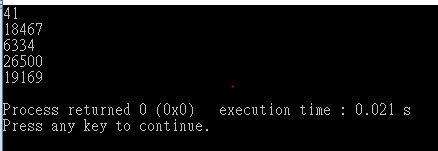 41
18467
6334
26500
19169
Process returned 0 (0x0)   execution time : 0.021 s
Press any key to continue.